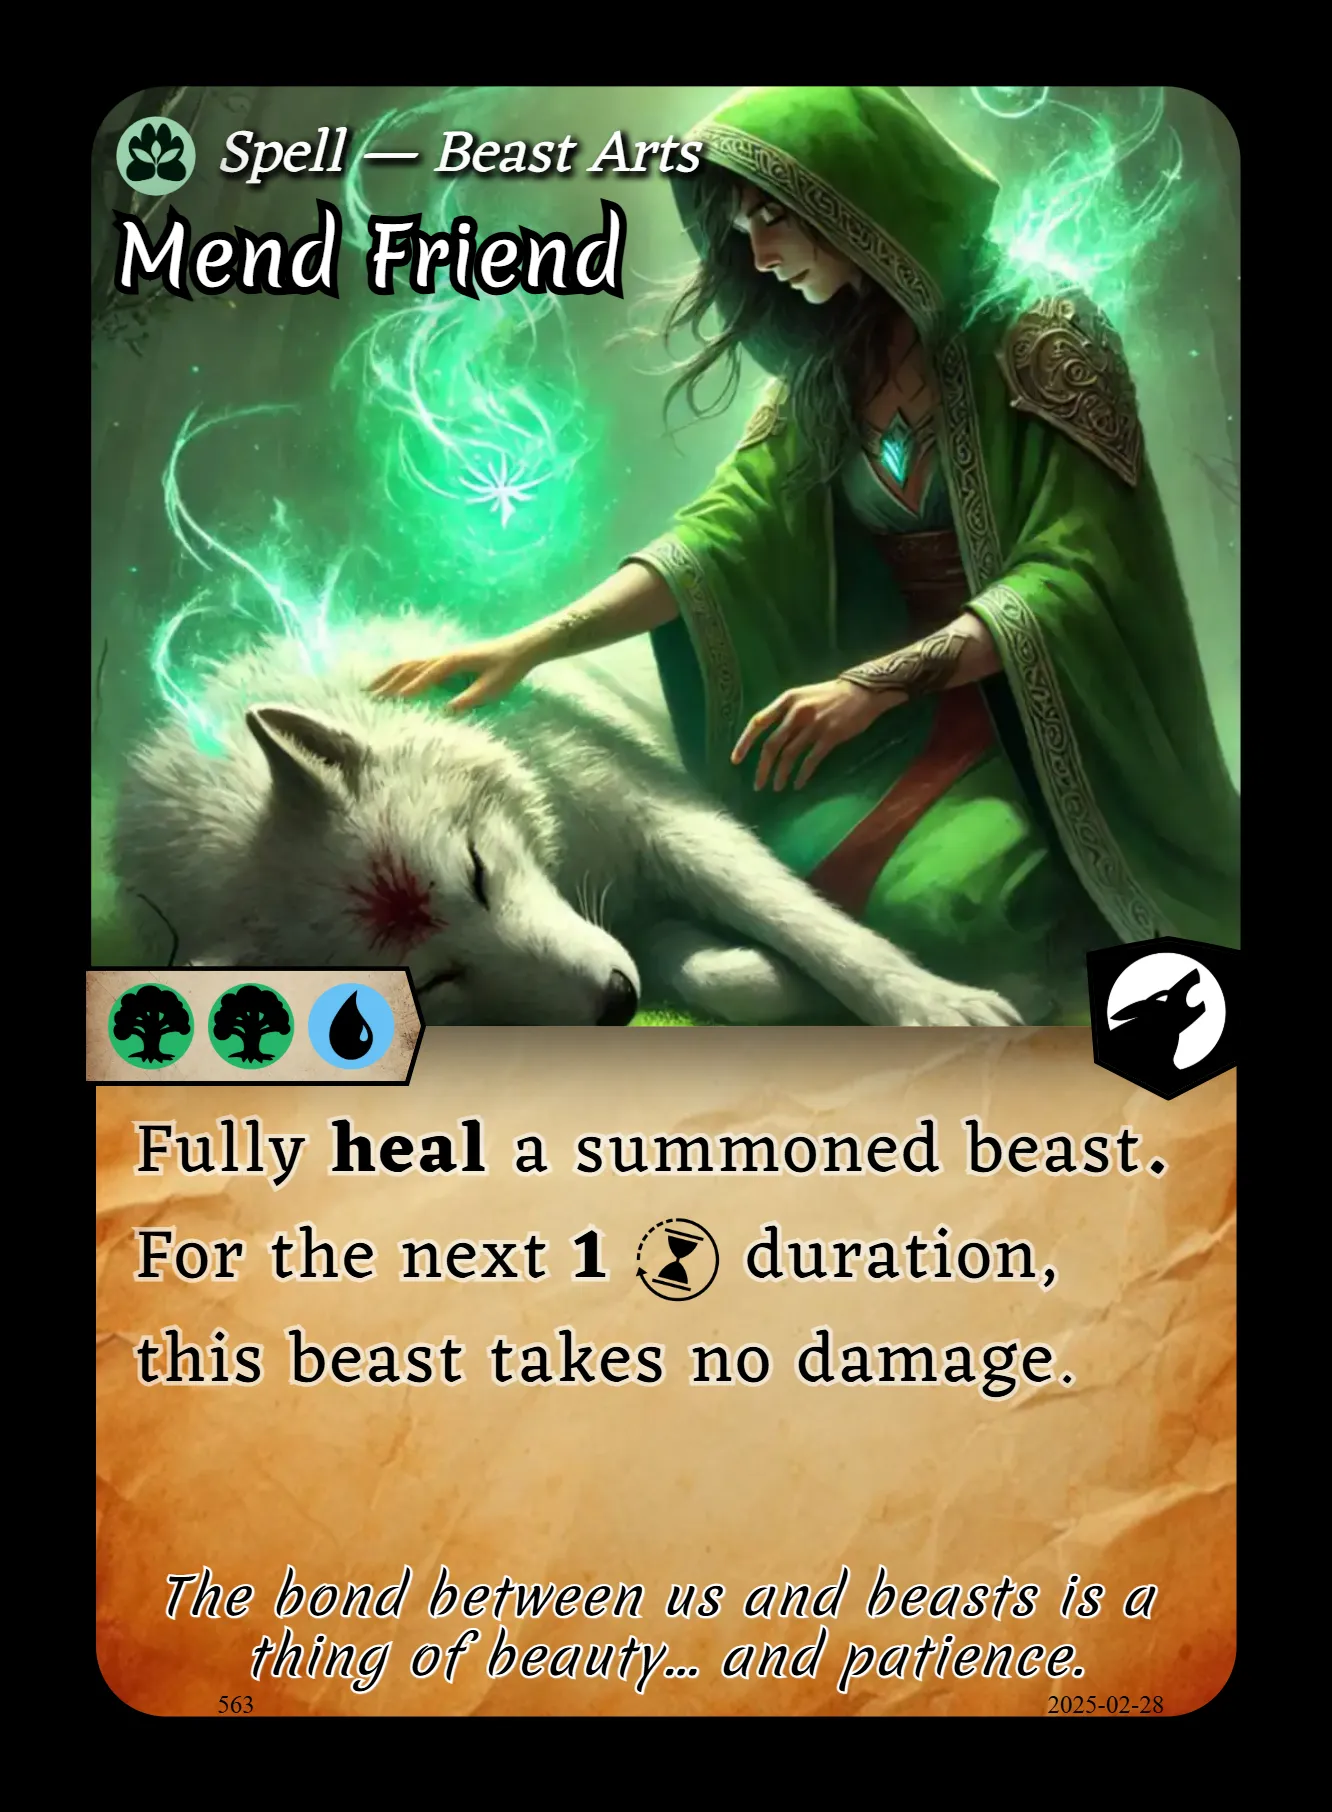 Spell — Beast Arts
Mend Friend
Fully heal a summoned beast.
For the next 1 duration,
this beast takes no damage.
The bond between us and beasts is a
thing of beauty... and patience.
563
2025-02-28